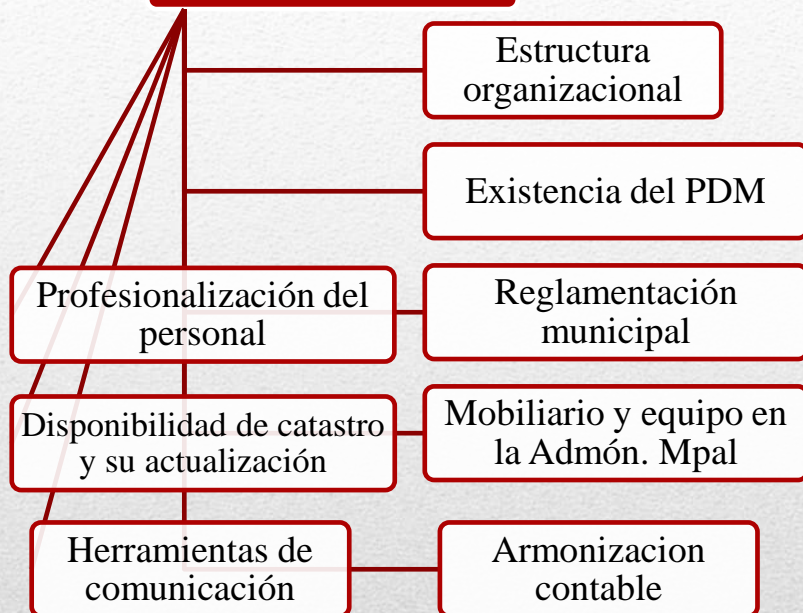 Estructura
organizacional
Existencia del PDM
Profesionalización del
personal
Reglamentación
municipal
Disponibilidad de catastro
y su actualización
Mobiliario y equipo en
la Admón. Mpal
Herramientas de
comunicación
Armonizacion
contable